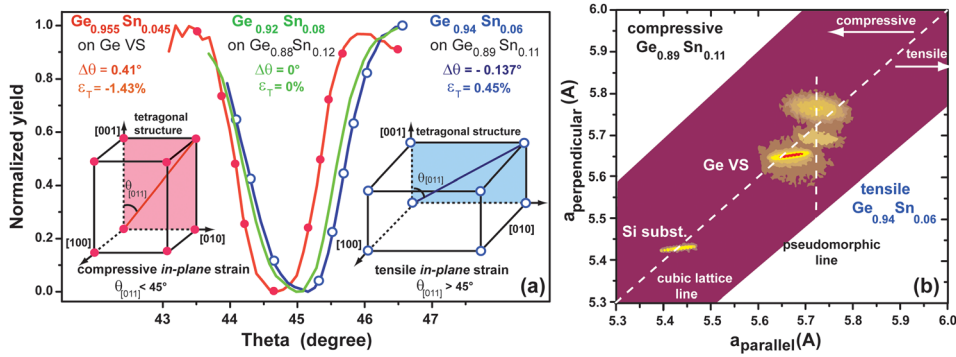 Ge0.955Sn0.045
on Ge VS
Δθ = 0.41°
εT = -1.43%
Ge0.92Sn0.08
on Ge0.88Sn0.12
Δθ = 0°
εT = 0%
Ge0.94Sn0.06
on Ge0.89Sn0.11
Δθ = - 0.137°
εT = 0.45%
Normalized yield
1.0
0.8
0.6
0.4
0.2
0.0
[001]
tetragonal
structure
θ[011]
[100]
[010]
compressive in-plane strain
θ[011] < 45°
[001]
tetragonal structure
θ[011]
[100]
[010]
tensile in-plane strain
θ[011] > 45°
(a)
43 44 45 46 47
Theta (degree)
aperpendicular (A)
6.0
5.9
5.8
5.7
5.6
5.5
5.4
5.3
compressive
Ge0.89Sn0.11
compressive
tensile
Ge VS
tensile
Ge0.94Sn0.06
Si subst.
pseudomorphic
line
cubic lattice
line
(b)
5.3 5.4 5.5 5.6 5.7 5.8 5.9 6.0
aparallel (A)